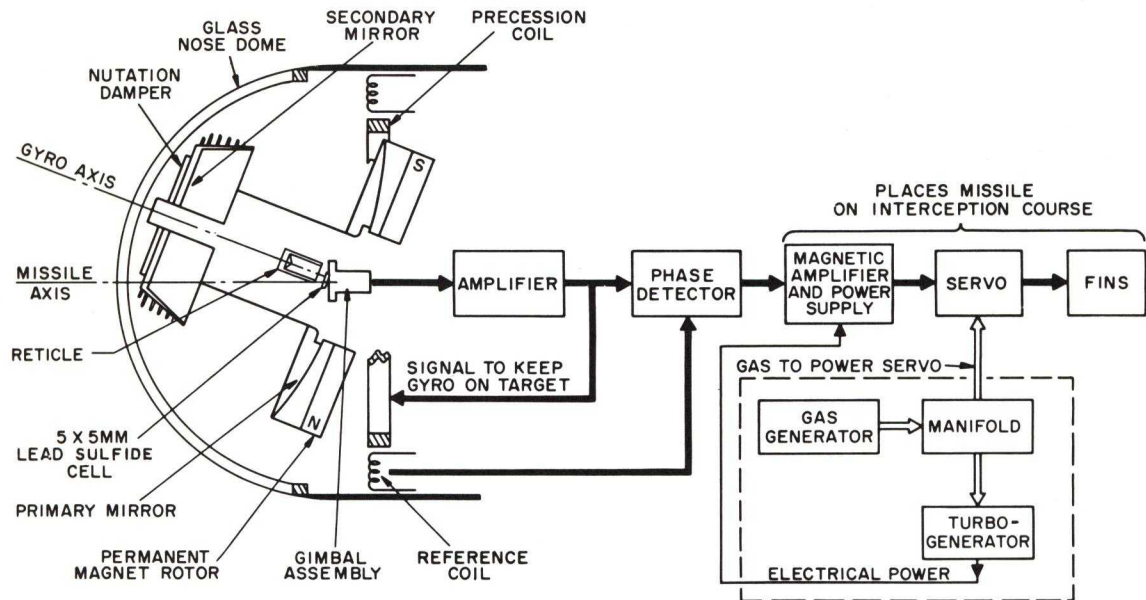 GLASS
NOSE DOME
SECONDARY
MIRROR
PRECESSION
COIL
NUTATION
DAMPER
GYRO AXIS
S
MISSILE
AXIS
RETICLE
5 X 5MM
LEAD SULFIDE
CELL
PRIMARY MIRROR
PERMANENT
MAGNET ROTOR
N
GIMBAL
ASSEMBLY
REFERENCE
COIL
AMPLIFIER
SIGNAL TO KEEP
GYRO ON TARGET
PHASE
DETECTOR
PLACES MISSILE
ON INTERCEPTION COURSE
MAGNETIC
AMPLIFIER
AND POWER
SUPPLY
SERVO
FINS
GAS TO POWER SERVO
GAS
GENERATOR
MANIFOLD
TURBO-
GENERATOR
ELECTRICAL POWER